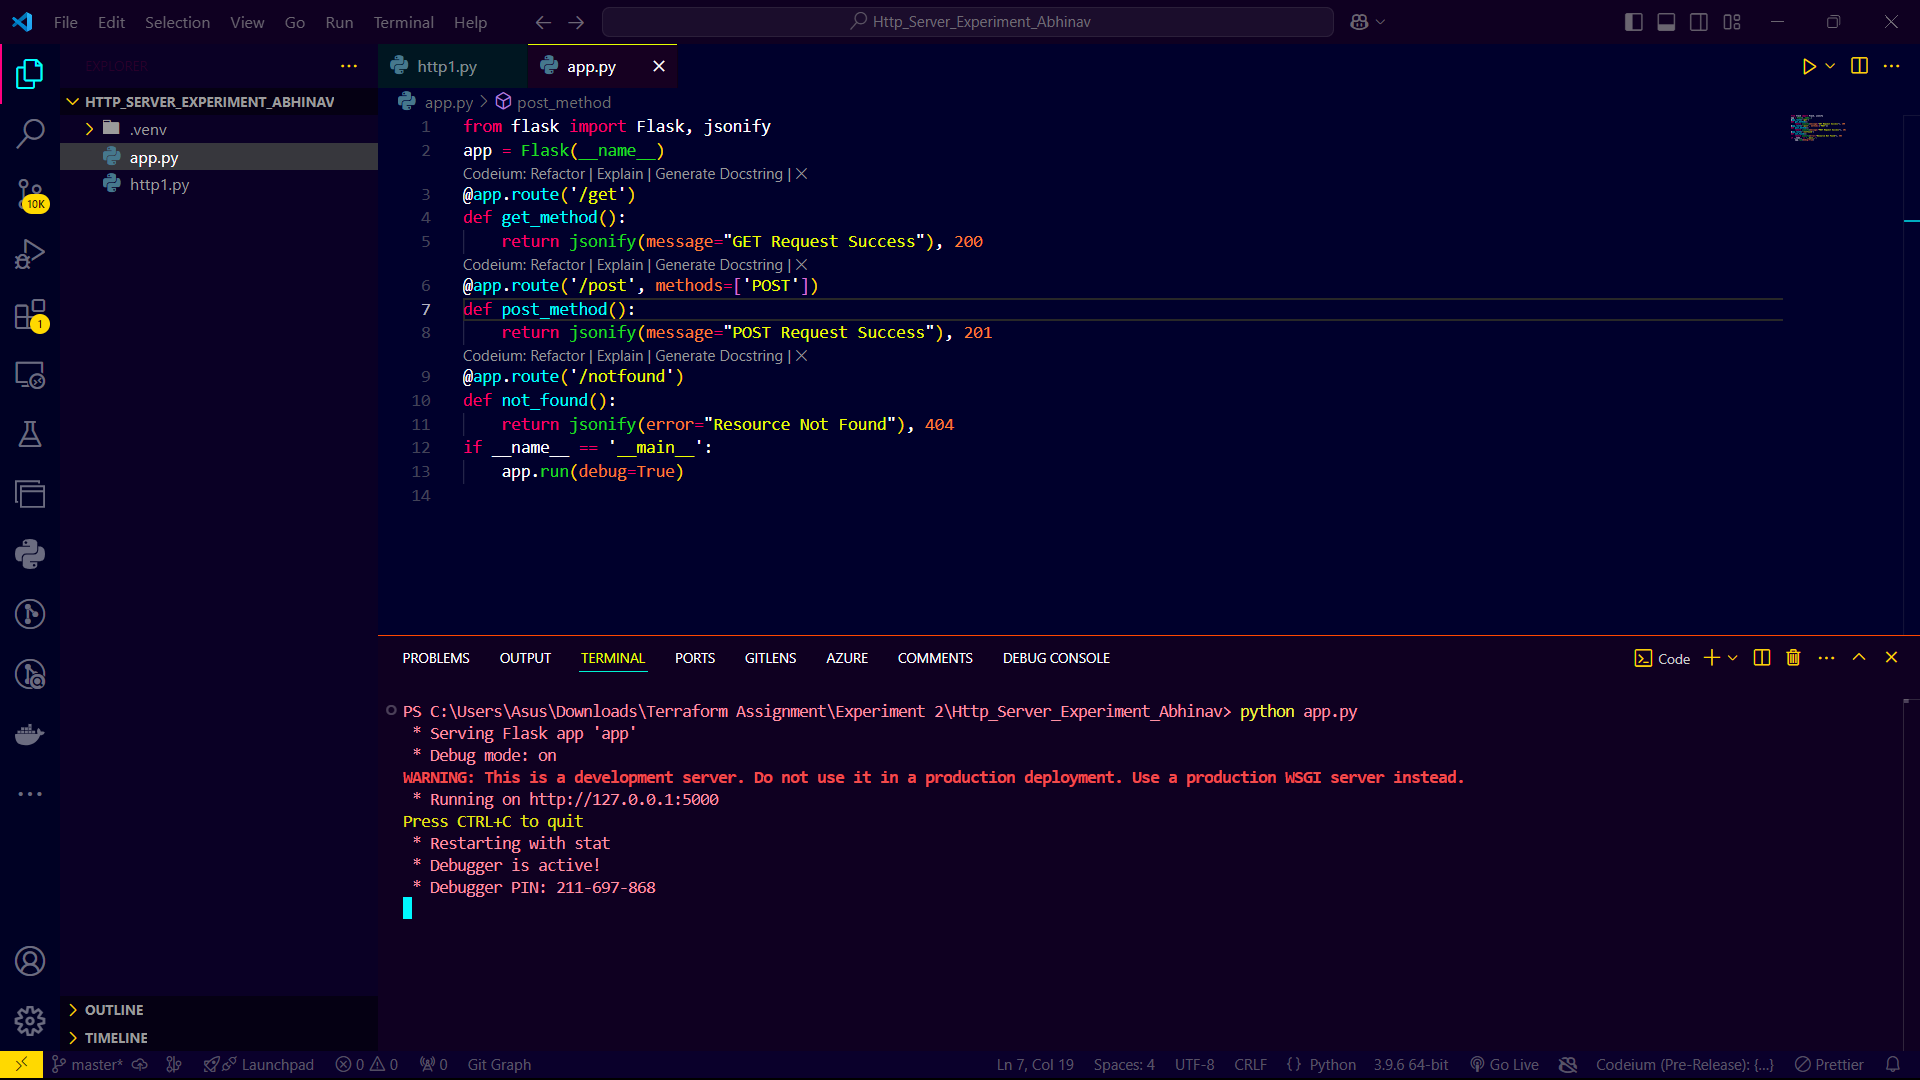 File Edit Selection View Go Run Terminal Help
Http_Server_Experiment_Abhinav
EXPLORER
HTTP_SERVER_EXPERIMENT_ABHINAV
.venv
app.py
http1.py
10K
1
http1.py
app.py
app.py > post_method
1 from flask import Flask, jsonify
2 app = Flask(__name__)
Codeium: Refactor | Explain | Generate Docstring | ×
3 @app.route('/get')
4 def get_method():
5 return jsonify(message="GET Request Success"), 200
Codeium: Refactor | Explain | Generate Docstring | ×
6 @app.route('/post', methods=['POST'])
7 def post_method():
8 return jsonify(message="POST Request Success"), 201
Codeium: Refactor | Explain | Generate Docstring | ×
9 @app.route('/notfound')
10 def not_found():
11 return jsonify(error="Resource Not Found"), 404
12 if __name__ == '__main__':
13 app.run(debug=True)
14
PROBLEMS OUTPUT TERMINAL PORTS GITLENS AZURE COMMENTS DEBUG CONSOLE
Code
PS C:\Users\Asus\Downloads\Terraform Assignment\Experiment 2\Http_Server_Experiment_Abhinav> python app.py
* Serving Flask app 'app'
* Debug mode: on
WARNING: This is a development server. Do not use it in a production deployment. Use a production WSGI server instead.
* Running on http://127.0.0.1:5000
Press CTRL+C to quit
* Restarting with stat
* Debugger is active!
* Debugger PIN: 211-697-868
OUTLINE
TIMELINE
master* Launchpad 0 0 0 Git Graph
Ln 7, Col 19 Spaces: 4 UTF-8 CRLF {} Python 3.9.6 64-bit Go Live Codeium (Pre-Release): {...} Prettier